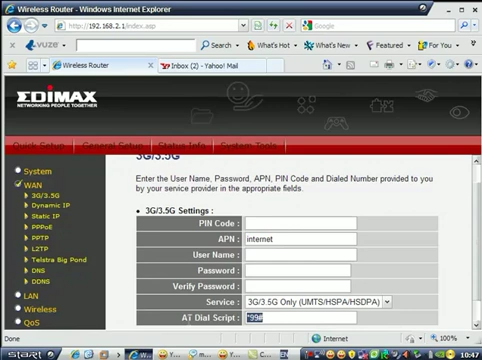 Wireless Router - Windows Internet Explorer
http://192.168.2.1/index.asp
Google
VUZE
Search
What's Hot
What's New
Featured
For You
Wireless Router
Inbox (2) - Yahoo! Mail
EDIMAX
NETWORKING PEOPLE TOGETHER
Quick Setup
General Setup
Status Info
System Tools
System
WAN
3G/3.5G
Dynamic IP
Static IP
PPPoE
PPTP
L2TP
Telstra Big Pond
DNS
DDNS
LAN
Wireless
QoS
3G/3.5G
Enter the User Name, Password, APN, PIN Code and Dialed Number provided to you
by your service provider in the appropriate fields.
3G/3.5G Settings :
PIN Code :
APN : internet
User Name :
Password :
Verify Password :
Service : 3G/3.5G Only (UMTS/HSPA/HSDPA)
AT Dial Script : *99#
Done
Internet
100%
EN
10:47